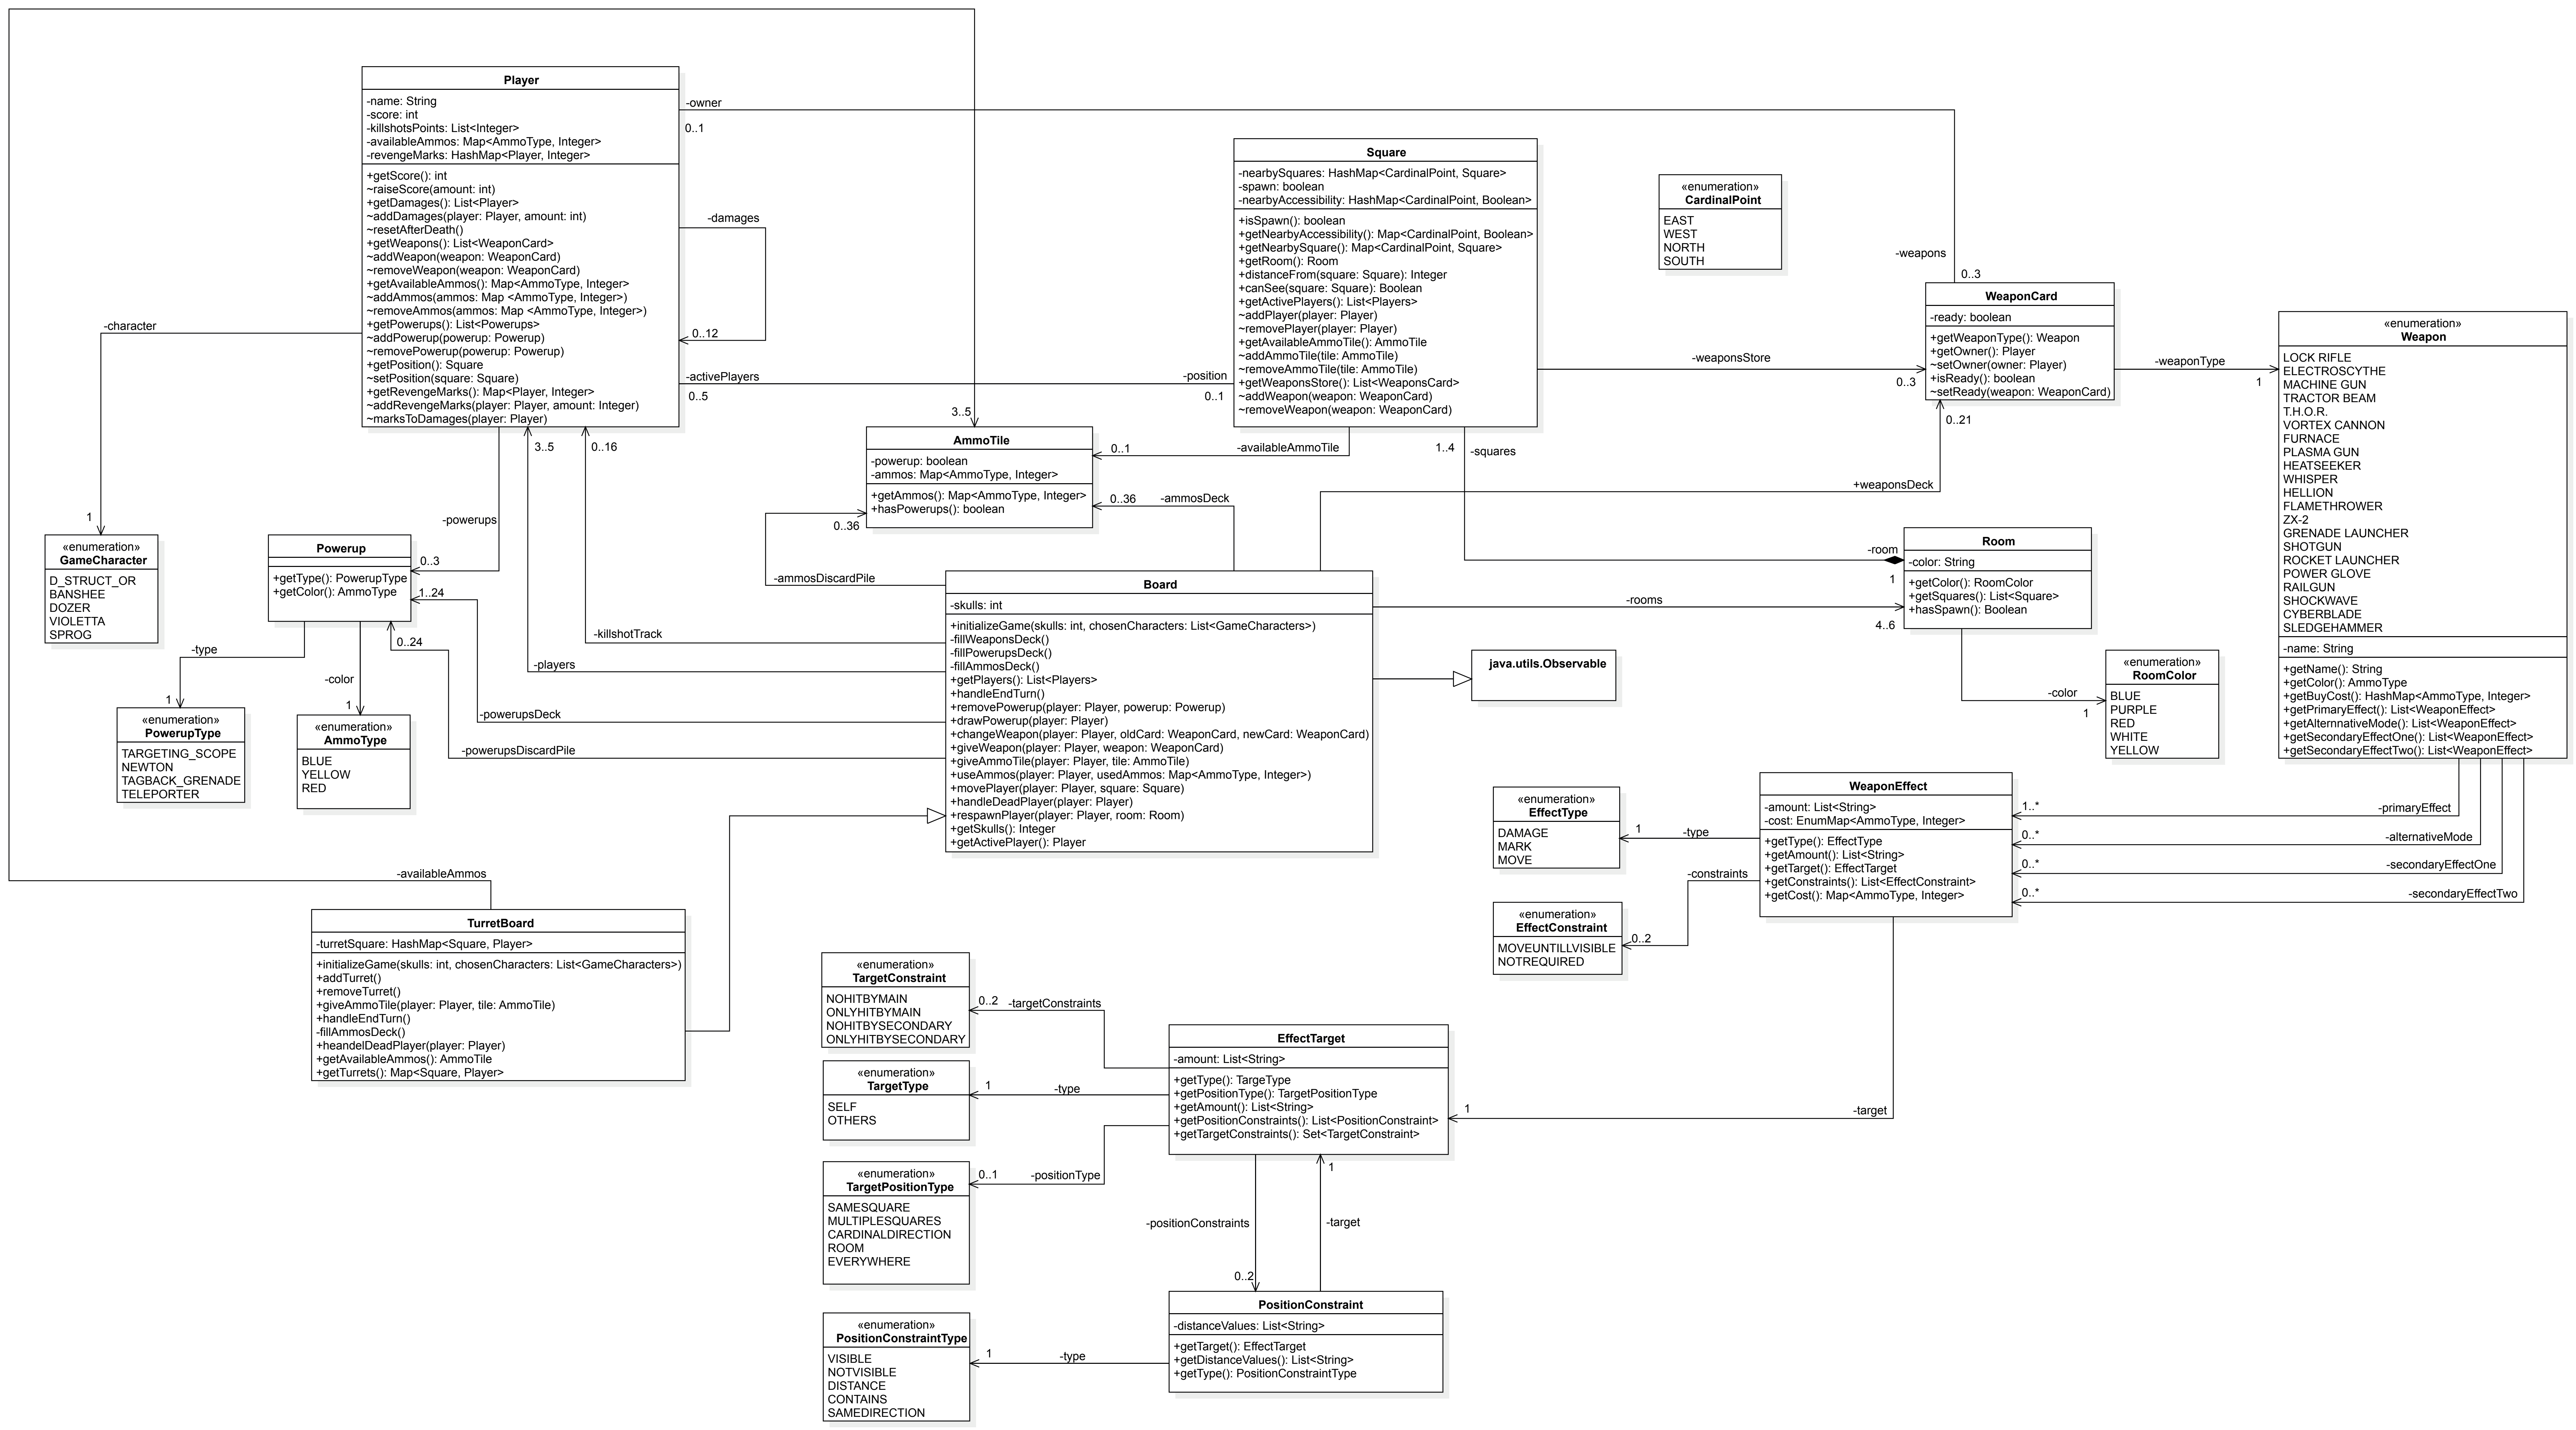 Player
-name: String
-score: int
-killshotsPoints: List<Integer>
-availableAmmos: Map<AmmoType, Integer>
-revengeMarks: HashMap<Player, Integer>
+getScore(): int
~raiseScore(amount: int)
+getDamages(): List<Player>
~addDamages(player: Player, amount: int)
~resetAfterDeath()
+getWeapons(): List<WeaponCard>
~addWeapon(weapon: WeaponCard)
~removeWeapon(weapon: WeaponCard)
+getAvailableAmmos(): Map<AmmoType, Integer>
~addAmmos(ammos: Map <AmmoType, Integer>)
~removeAmmos(ammos: Map <AmmoType, Integer>)
+getPowerups(): List<Powerups>
~addPowerup(powerup: Powerup)
~removePowerup(powerup: Powerup)
+getPosition(): Square
~setPosition(square: Square)
+getRevengeMarks(): Map<Player, Integer>
~addRevengeMarks(player: Player, amount: Integer)
~marksToDamages(player: Player)
-owner
0..1
-damages
0..12
-character
1
-activePlayers
0..5
-position
0..1
3..5
0..16
3..5
Square
-nearbySquares: HashMap<CardinalPoint, Square>
-spawn: boolean
-nearbyAccessibility: HashMap<CardinalPoint, Boolean>
+isSpawn(): boolean
+getNearbyAccessibility(): Map<CardinalPoint, Boolean>
+getNearbySquare(): Map<CardinalPoint, Square>
+getRoom(): Room
+distanceFrom(square: Square): Integer
+canSee(square: Square): Boolean
+getActivePlayers(): List<Players>
~addPlayer(player: Player)
~removePlayer(player: Player)
+getAvailableAmmoTile(): AmmoTile
~addAmmoTile(tile: AmmoTile)
~removeAmmoTile(tile: AmmoTile)
+getWeaponsStore(): List<WeaponsCard>
~addWeapon(weapon: WeaponCard)
~removeWeapon(weapon: WeaponCard)
«enumeration»
CardinalPoint
EAST
WEST
NORTH
SOUTH
-weapons
0..3
-weaponsStore
0..3
WeaponCard
-ready: boolean
+getWeaponType(): Weapon
+getOwner(): Player
~setOwner(owner: Player)
+isReady(): boolean
~setReady(weapon: WeaponCard)
0..21
-weaponType
1
«enumeration»
Weapon
LOCK RIFLE
ELECTROSCYTHE
MACHINE GUN
TRACTOR BEAM
T.H.O.R.
VORTEX CANNON
FURNACE
PLASMA GUN
HEATSEEKER
WHISPER
HELLION
FLAMETHROWER
ZX-2
GRENADE LAUNCHER
SHOTGUN
ROCKET LAUNCHER
POWER GLOVE
RAILGUN
SHOCKWAVE
CYBERBLADE
SLEDGEHAMMER
-name: String
+getName(): String
+getColor(): AmmoType
+getBuyCost(): HashMap<AmmoType, Integer>
+getPrimaryEffect(): List<WeaponEffect>
+getAlternnativeMode(): List<WeaponEffect>
+getSecondaryEffectOne(): List<WeaponEffect>
+getSecondaryEffectTwo(): List<WeaponEffect>
AmmoTile
-powerup: boolean
-ammos: Map<AmmoType, Integer>
+getAmmos(): Map<AmmoType, Integer>
+hasPowerups(): boolean
0..1
-availableAmmoTile
0..36
-ammosDeck
0..36
-ammosDiscardPile
1..4
-squares
+weaponsDeck
-room
1
Room
-color: String
+getColor(): RoomColor
+getSquares(): List<Square>
+hasSpawn(): Boolean
-rooms
4..6
-color
1
«enumeration»
RoomColor
BLUE
PURPLE
RED
WHITE
YELLOW
«enumeration»
GameCharacter
D_STRUCT_OR
BANSHEE
DOZER
VIOLETTA
SPROG
-powerups
0..3
Powerup
+getType(): PowerupType
+getColor(): AmmoType
1..24
0..24
-type
1
-color
1
«enumeration»
PowerupType
TARGETING_SCOPE
NEWTON
TAGBACK_GRENADE
TELEPORTER
«enumeration»
AmmoType
BLUE
YELLOW
RED
-killshotTrack
-players
-powerupsDeck
-powerupsDiscardPile
Board
-skulls: int
+initializeGame(skulls: int, chosenCharacters: List<GameCharacters>)
-fillWeaponsDeck()
-fillPowerupsDeck()
-fillAmmosDeck()
+getPlayers(): List<Players>
+handleEndTurn()
+removePowerup(player: Player, powerup: Powerup)
+drawPowerup(player: Player)
+changeWeapon(player: Player, oldCard: WeaponCard, newCard: WeaponCard)
+giveWeapon(player: Player, weapon: WeaponCard)
+giveAmmoTile(player: Player, tile: AmmoTile)
+useAmmos(player: Player, usedAmmos: Map<AmmoType, Integer>)
+movePlayer(player: Player, square: Square)
+handleDeadPlayer(player: Player)
+respawnPlayer(player: Player, room: Room)
+getSkulls(): Integer
+getActivePlayer(): Player
java.utils.Observable
-availableAmmos
TurretBoard
-turretSquare: HashMap<Square, Player>
+initializeGame(skulls: int, chosenCharacters: List<GameCharacters>)
+addTurret()
+removeTurret()
+giveAmmoTile(player: Player, tile: AmmoTile)
+handleEndTurn()
-fillAmmosDeck()
+heandelDeadPlayer(player: Player)
+getAvailableAmmos(): AmmoTile
+getTurrets(): Map<Square, Player>
«enumeration»
EffectType
DAMAGE
MARK
MOVE
1
-type
-constraints
0..2
«enumeration»
EffectConstraint
MOVEUNTILLVISIBLE
NOTREQUIRED
WeaponEffect
-amount: List<String>
-cost: EnumMap<AmmoType, Integer>
+getType(): EffectType
+getAmount(): List<String>
+getTarget(): EffectTarget
+getConstraints(): List<EffectConstraint>
+getCost(): Map<AmmoType, Integer>
1..*
-primaryEffect
0..*
-alternativeMode
0..*
-secondaryEffectOne
0..*
-secondaryEffectTwo
«enumeration»
TargetConstraint
NOHITBYMAIN
ONLYHITBYMAIN
NOHITBYSECONDARY
ONLYHITBYSECONDARY
0..2
-targetConstraints
«enumeration»
TargetType
SELF
OTHERS
1
-type
«enumeration»
TargetPositionType
SAMESQUARE
MULTIPLESQUARES
CARDINALDIRECTION
ROOM
EVERYWHERE
0..1
-positionType
EffectTarget
-amount: List<String>
+getType(): TargeType
+getPositionType(): TargetPositionType
+getAmount(): List<String>
+getPositionConstraints(): List<PositionConstraint>
+getTargetConstraints(): Set<TargetConstraint>
1
-target
1
-positionConstraints
-target
0..2
PositionConstraint
-distanceValues: List<String>
+getTarget(): EffectTarget
+getDistanceValues(): List<String>
+getType(): PositionConstraintType
«enumeration»
PositionConstraintType
VISIBLE
NOTVISIBLE
DISTANCE
CONTAINS
SAMEDIRECTION
1
-type